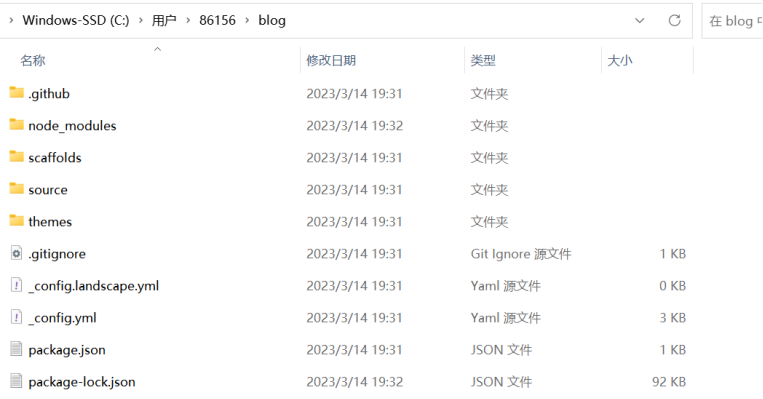 › Windows-SSD (C:) › 用户 › 86156 › blog 在 blog
名称 修改日期 类型 大小
.github 2023/3/14 19:31 文件夹
node_modules 2023/3/14 19:32 文件夹
scaffolds 2023/3/14 19:31 文件夹
source 2023/3/14 19:31 文件夹
themes 2023/3/14 19:31 文件夹
.gitignore 2023/3/14 19:31 Git Ignore 源文件 1 KB
_config.landscape.yml 2023/3/14 19:31 Yaml 源文件 0 KB
_config.yml 2023/3/14 19:31 Yaml 源文件 3 KB
package.json 2023/3/14 19:31 JSON 文件 1 KB
package-lock.json 2023/3/14 19:32 JSON 文件 92 KB